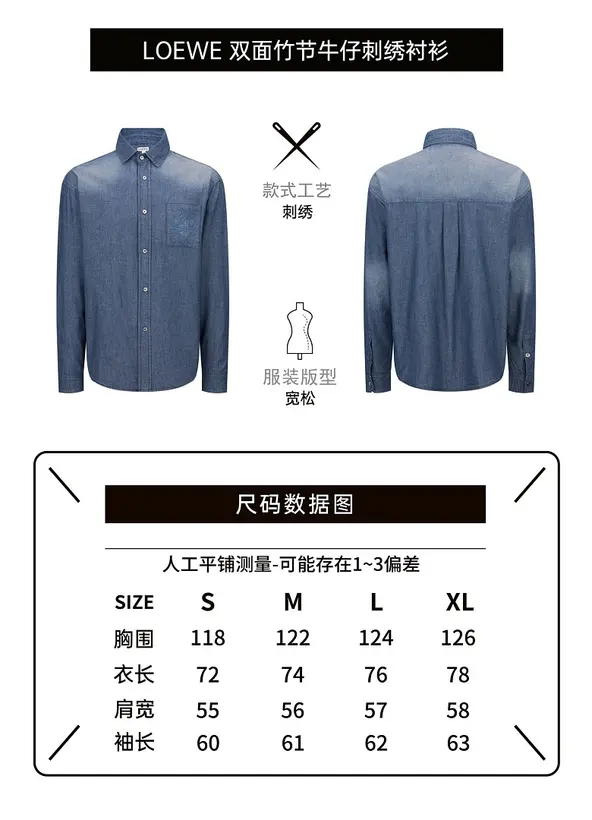 LOEWE 双面竹节牛仔刺绣衬衫
款式工艺
刺绣
服装版型
宽松
尺码数据图
人工平铺测量-可能存在1~3偏差
SIZE S M L XL
胸围 118 122 124 126
衣长 72 74 76 78
肩宽 55 56 57 58
袖长 60 61 62 63